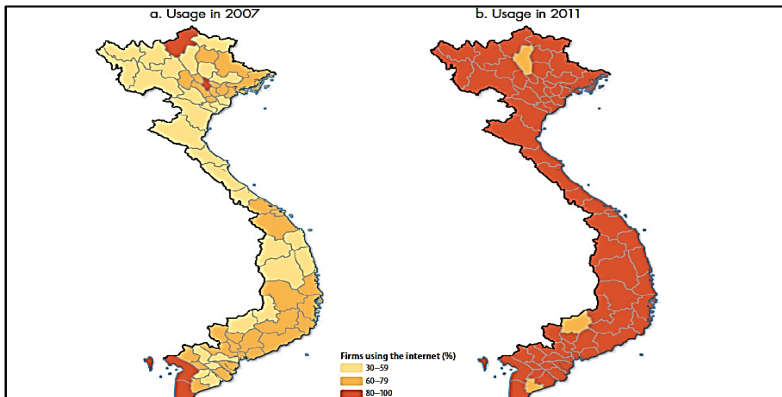 a. Usage in 2007
b. Usage in 2011
Firms using the internet (%)
30–59
60–79
80–100